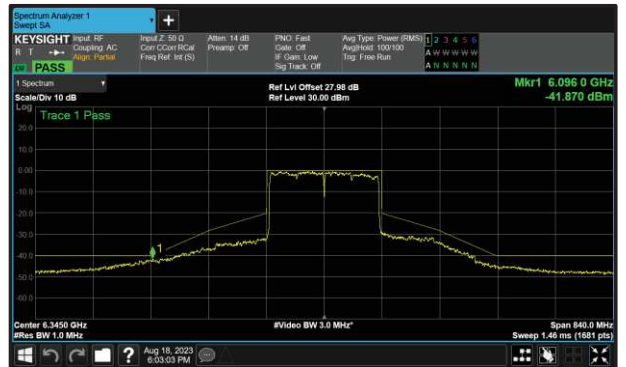 Spectrum Analyzer 1
Swept SA
+
KEYSIGHT Input: RF Input Z: 50 Ω Atten: 14 dB PNO: Fast Avg Type: Power (RMS) 1 2 3 4 5 6
R T Coupling: AC Corr CCorr RCal Preamp: Off Gate: Off Avg|Hold: 100/100 A W W W W W
Align: Partial Freq Ref: Int (S) IF Gain: Low Trig: Free Run
PASS Sig Track: Off A N N N N N
1 Spectrum Ref Lvl Offset 27.98 dB Mkr1 6.096 0 GHz
Scale/Div 10 dB Ref Level 30.00 dBm -41.870 dBm
Log
Trace 1 Pass
20.0
10.0
0.00
-10.0
-20.0
-30.0
-40.0
-50.0
-60.0
1
Center 6.3450 GHz #Video BW 3.0 MHz* Span 840.0 MHz
#Res BW 1.0 MHz Sweep 1.46 ms (1681 pts)
? Aug 18, 2023
6:03:03 PM